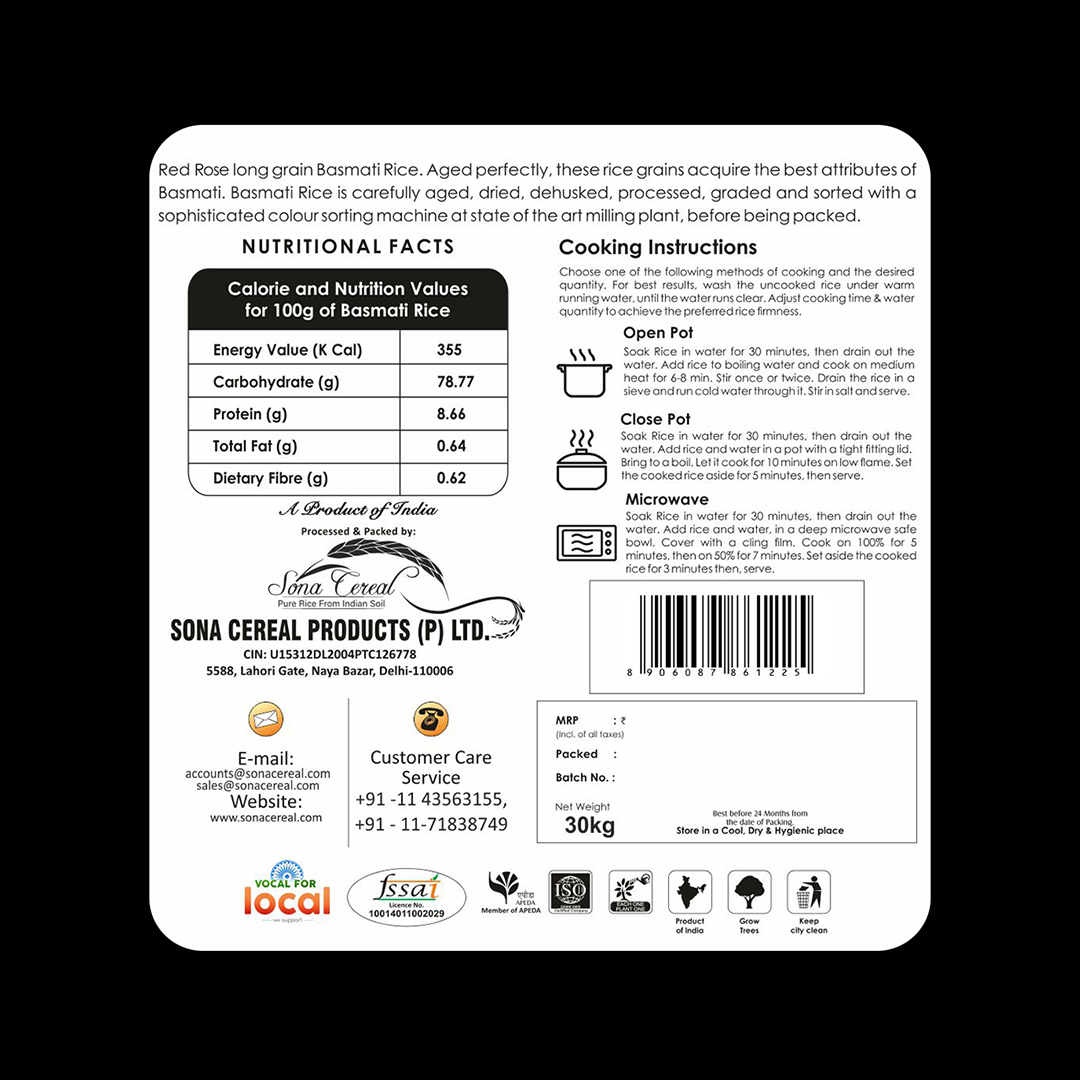 Red Rose long grain Basmati Rice. Aged perfectly, these rice grains acquire the best attributes of
Basmati. Basmati Rice is carefully aged, dried, dehusked, processed, graded and sorted with a
sophisticated colour sorting machine at state of the art milling plant, before being packed.
NUTRITIONAL FACTS
Calorie and Nutrition Values
for 100g of Basmati Rice
Energy Value (K Cal) 355
Carbohydrate (g) 78.77
Protein (g) 8.66
Total Fat (g) 0.64
Dietary Fibre (g) 0.62
A Product of India
Processed & Packed by:
Sona Cereal
Pure Rice From Indian Soil
SONA CEREAL PRODUCTS (P) LTD.
CIN: U15312DL2004PTC126778
5588, Lahori Gate, Naya Bazar, Delhi-110006
E-mail:
accounts@sonacereal.com
sales@sonacereal.com
Website:
www.sonacereal.com
Customer Care
Service
+91 -11 43563155,
+91 - 11-71838749
Cooking Instructions
Choose one of the following methods of cooking and the desired
quantity. For best results, wash the uncooked rice under warm
running water, until the water runs clear. Adjust cooking time & water
quantity to achieve the preferred rice firmness.
Open Pot
Soak Rice in water for 30 minutes, then drain out the
water. Add rice to boiling water and cook on medium
heat for 6-8 min. Stir once or twice. Drain the rice in a
sieve and run cold water through it. Stir in salt and serve.
Close Pot
Soak Rice in water for 30 minutes, then drain out the
water. Add rice and water in a pot with a tight fitting lid.
Bring to a boil. Let it cook for 10 minutes on low flame. Set
the cooked rice aside for 5 minutes, then serve.
Microwave
Soak Rice in water for 30 minutes, then drain out the
water. Add rice and water, in a deep microwave safe
bowl. Cover with a cling film. Cook on 100% for 5
minutes, then on 50% for 7 minutes. Set aside the cooked
rice for 3 minutes then, serve.
8 906087 861225
MRP : ₹
(Incl. of all taxes)
Packed :
Batch No. :
Net Weight
30kg
Best before 24 Months from
the date of Packing.
Store in a Cool, Dry & Hygienic place
VOCAL FOR
local
we support
fssai
Licence No.
10014011002029
एपीडा
APEDA
Member of APEDA
ISO
Certified Company
EACH ONE
PLANT ONE
Product
of India
Grow
Trees
Keep
city clean